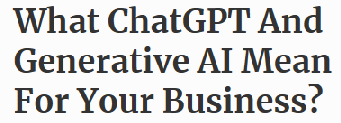 What ChatGPT And
Generative AI Mean
For Your Business?